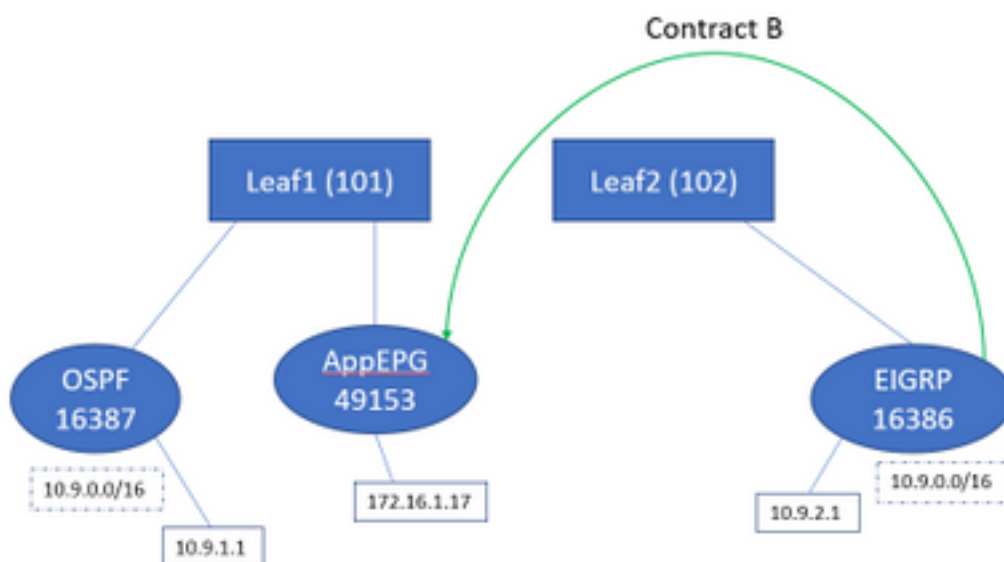 Contract B
Leaf1 (101)
Leaf2 (102)
OSPF
16387
AppEPG
49153
EIGRP
16386
10.9.0.0/16
10.9.1.1
172.16.1.17
10.9.2.1
10.9.0.0/16